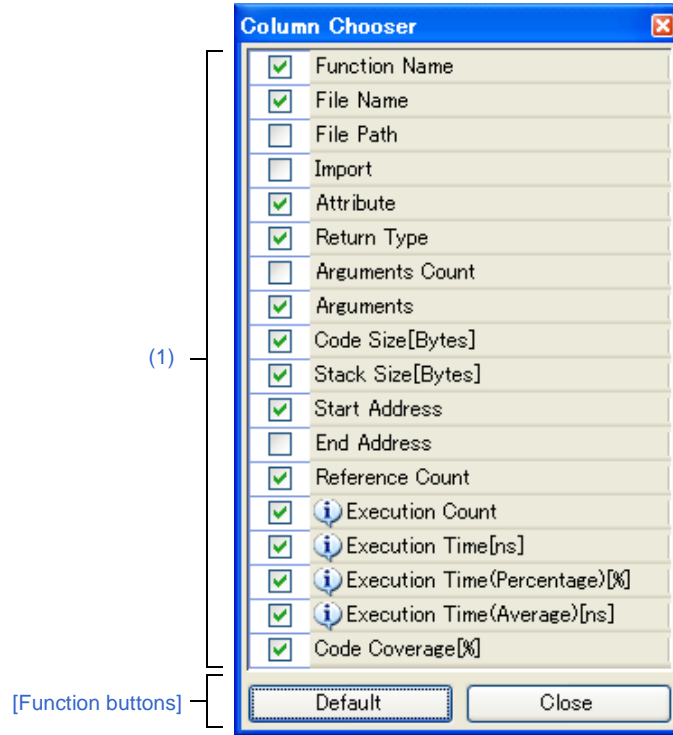 Column Chooser
Function Name
File Name
File Path
Import
Attribute
Return Type
Arguments Count
Arguments
(1)
Code Size[Bytes]
Stack Size[Bytes]
Start Address
End Address
Reference Count
Execution Count
Execution Time[ns]
Execution Time(Percentage)[%]
Execution Time(Average)[ns]
Code Coverage[%]
[Function buttons]
Default
Close